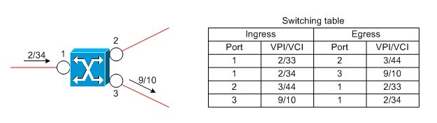 2/34
1
2
3
9/10
Switching table
Ingress Egress
Port VPI/VCI Port VPI/VCI
1 2/33 2 3/44
1 2/34 3 9/10
2 3/44 1 2/33
3 9/10 1 2/34